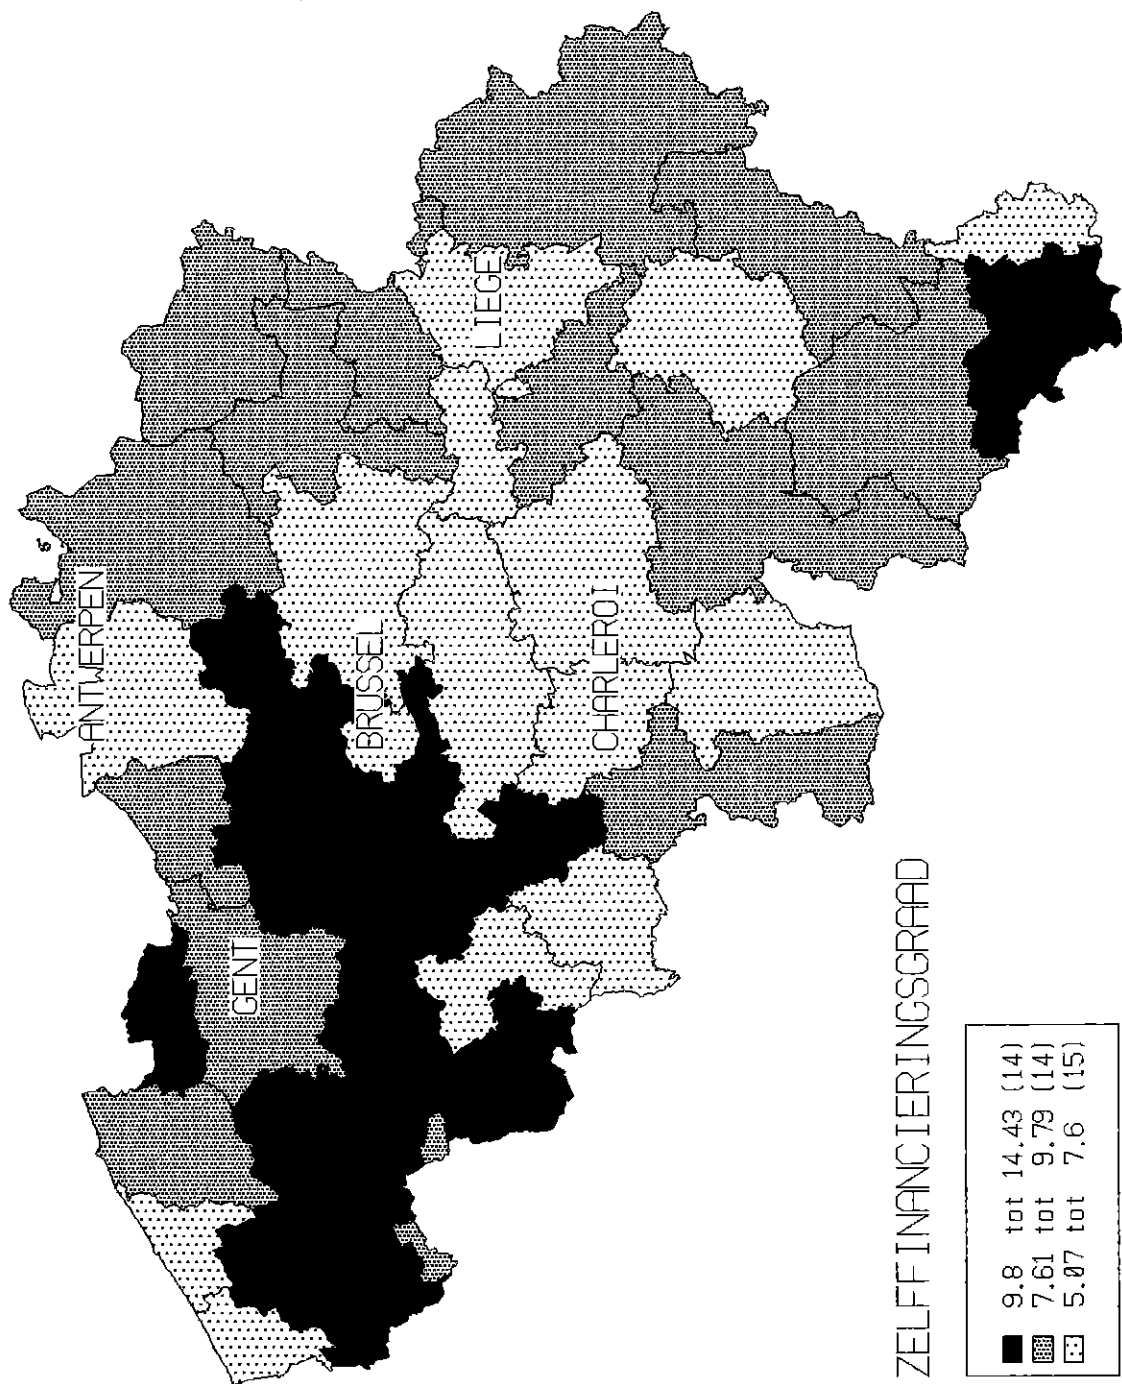 ANTWERPEN
GENT
BRUSSEL
LIEGE
CHARLEROI
ZELFFINANCIERINGSGRAAD
9.8 tot 14.43 (14)
7.61 tot 9.79 (14)
5.07 tot 7.6 (15)